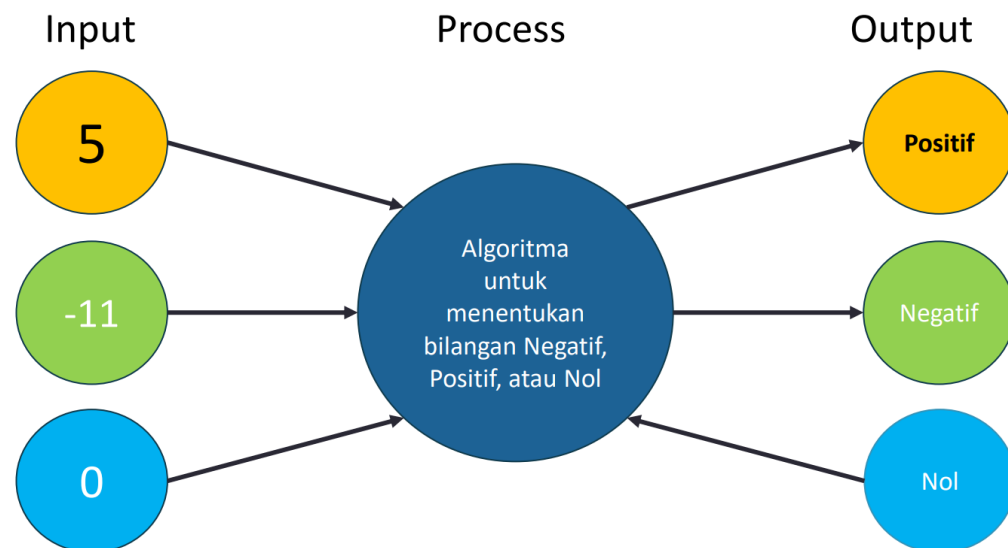 Input
Process
Output
5
Positif
-11
Algoritma
untuk
menentukan
bilangan Negatif,
Positif, atau Nol
Negatif
0
Nol